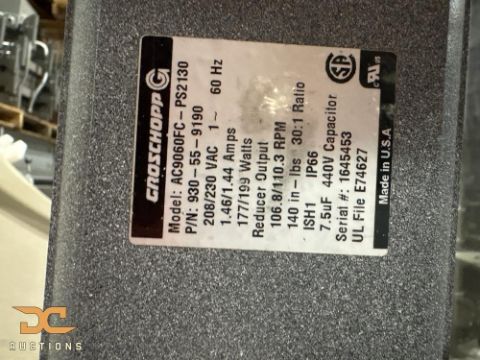 GROSCHOPP
Model: AC9060FC-PS2130
P/N: 930-55-9190
208/230 VAC 1~ 60 Hz
1.46/1.44 Amps
177/199 Watts
Reducer Output
106.8/110.3 RPM
140 in-lbs 30:1 Ratio
ISH1 IP66
7.5uF 440V Capacitor
Serial #: 1645453
UL File E74627
Made in U.S.A
DC
AUCTIONS